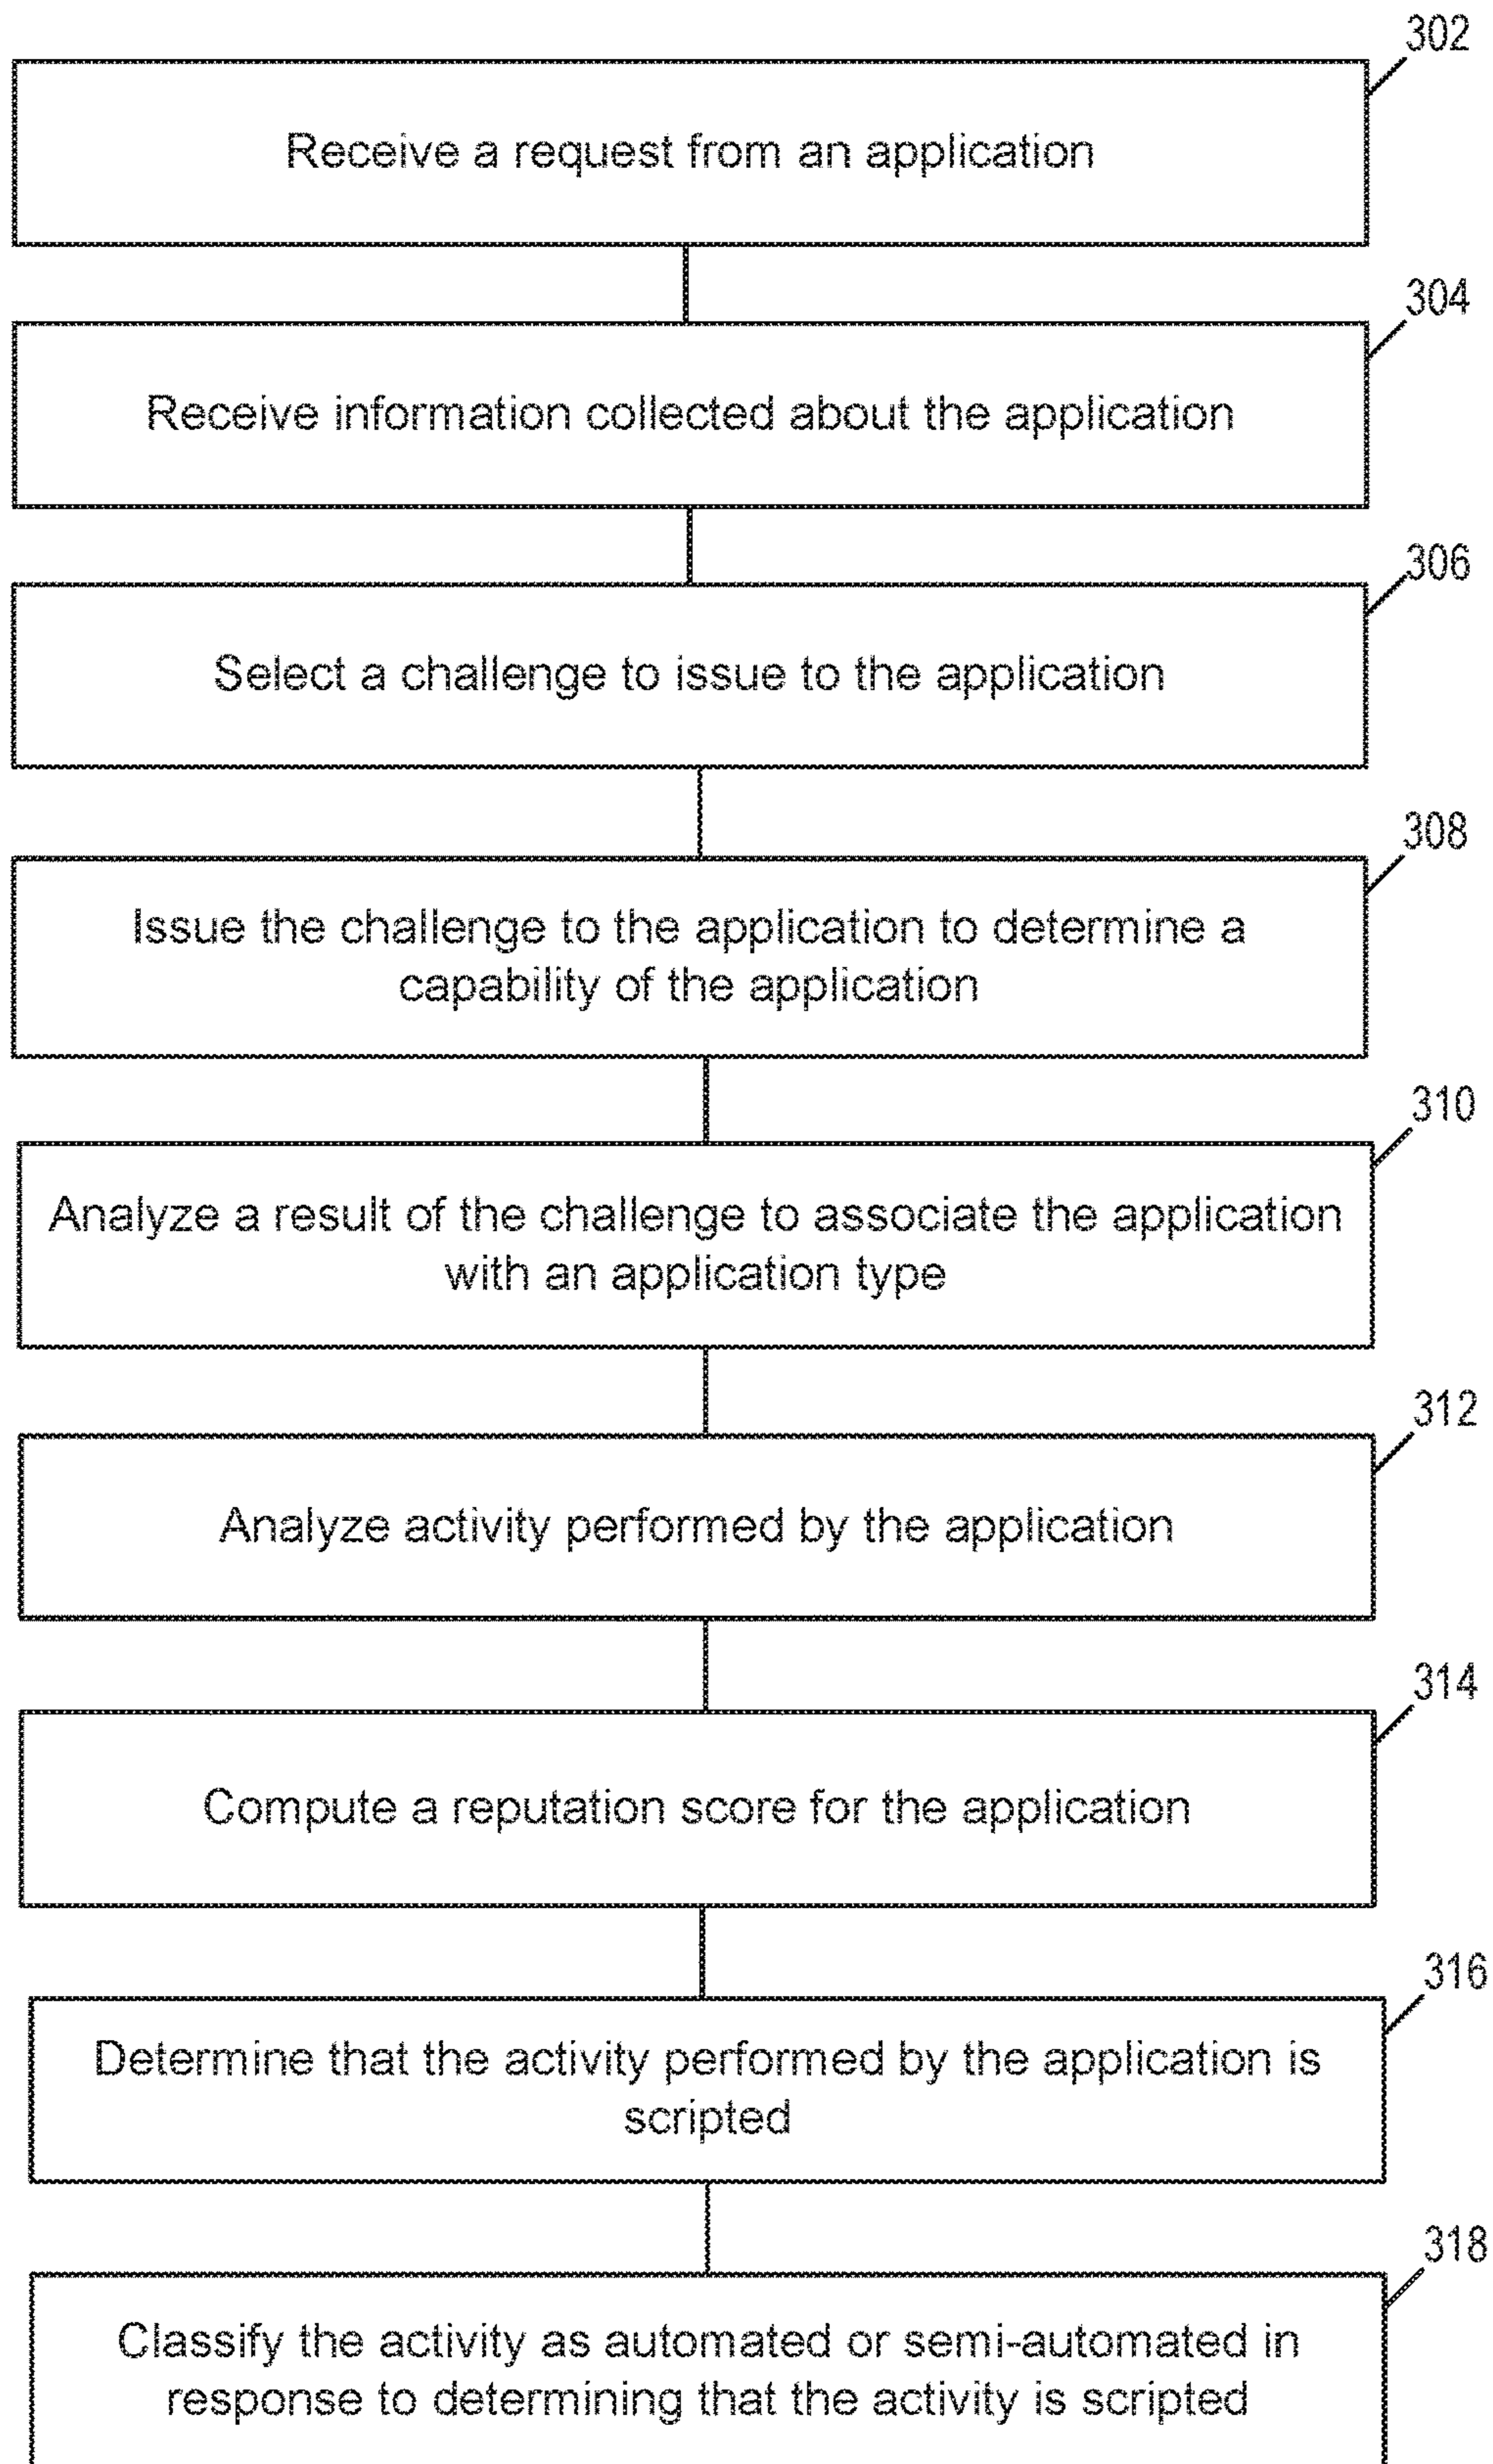 302
Receive a request from an application
304
Receive information collected about the application
306
Select a challenge to issue to the application
308
Issue the challenge to the application to determine a
capability of the application
310
Analyze a result of the challenge to associate the application
with an application type
312
Analyze activity performed by the application
314
Compute a reputation score for the application
316
Determine that the activity performed by the application is
scripted
318
Classify the activity as automated or semi-automated in
response to determining that the activity is scripted